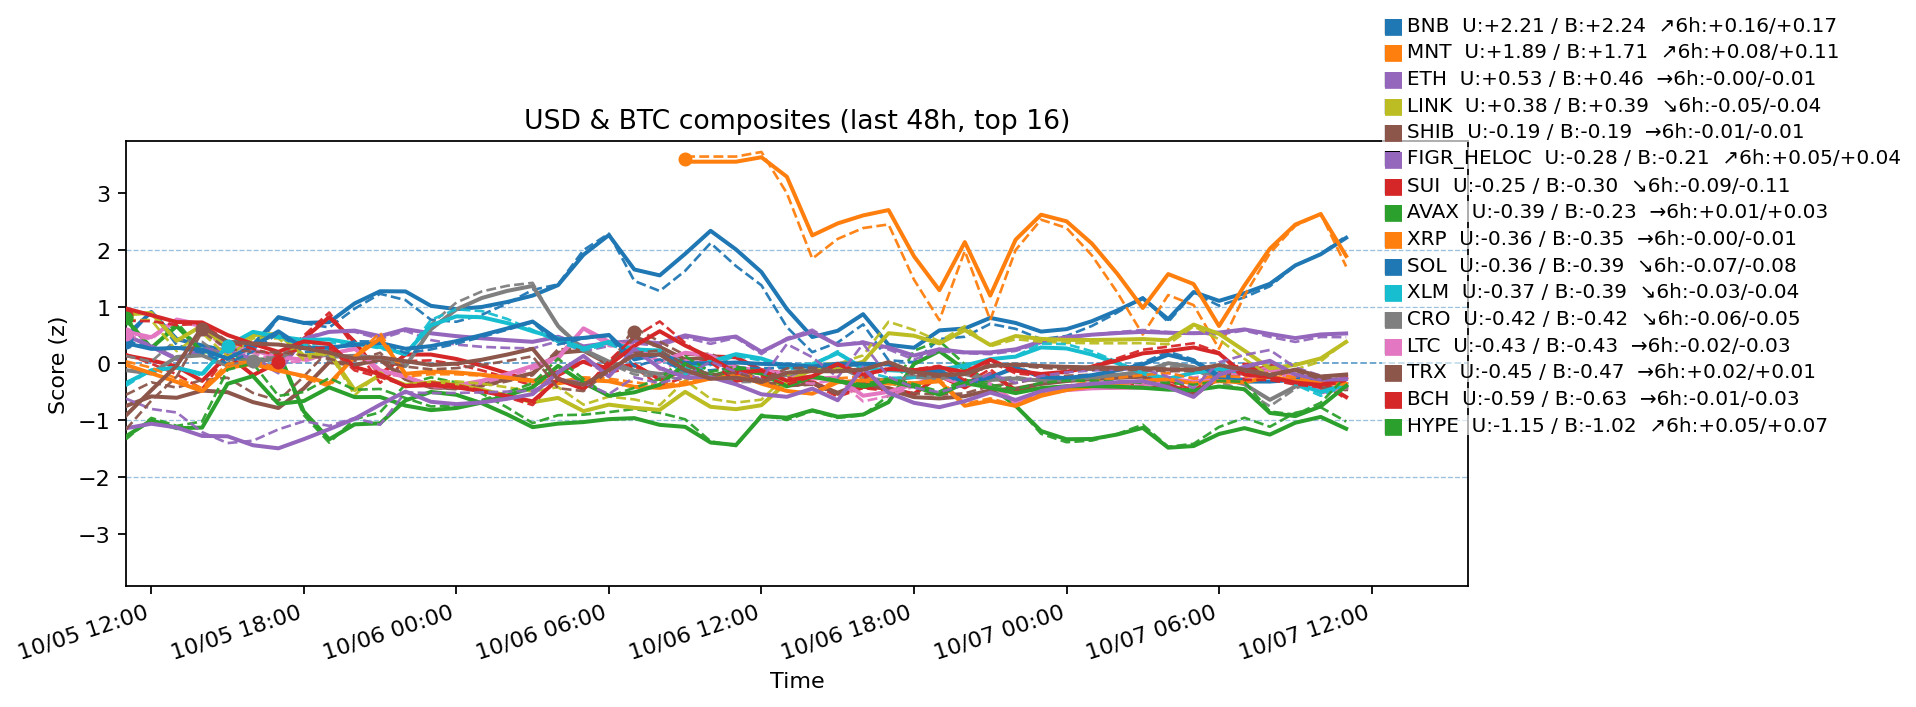 BNB  U:+2.21 / B:+2.24  ↗6h:+0.16/+0.17
MNT  U:+1.89 / B:+1.71  ↗6h:+0.08/+0.11
ETH  U:+0.53 / B:+0.46  →6h:-0.00/-0.01
LINK  U:+0.38 / B:+0.39  ↘6h:-0.05/-0.04
SHIB  U:-0.19 / B:-0.19  →6h:-0.01/-0.01
FIGR_HELOC  U:-0.28 / B:-0.21  ↗6h:+0.05/+0.04
SUI  U:-0.25 / B:-0.30  ↘6h:-0.09/-0.11
AVAX  U:-0.39 / B:-0.23  →6h:+0.01/+0.03
XRP  U:-0.36 / B:-0.35  →6h:-0.00/-0.01
SOL  U:-0.36 / B:-0.39  ↘6h:-0.07/-0.08
XLM  U:-0.37 / B:-0.39  ↘6h:-0.03/-0.04
CRO  U:-0.42 / B:-0.42  ↘6h:-0.06/-0.05
LTC  U:-0.43 / B:-0.43  →6h:-0.02/-0.03
TRX  U:-0.45 / B:-0.47  →6h:+0.02/+0.01
BCH  U:-0.59 / B:-0.63  →6h:-0.01/-0.03
HYPE  U:-1.15 / B:-1.02  ↗6h:+0.05/+0.07
USD & BTC composites (last 48h, top 16)
Score (z)
3
2
1
0
−1
−2
−3
10/05 12:00
10/05 18:00
10/06 00:00
10/06 06:00
10/06 12:00
10/06 18:00
10/07 00:00
10/07 06:00
10/07 12:00
Time